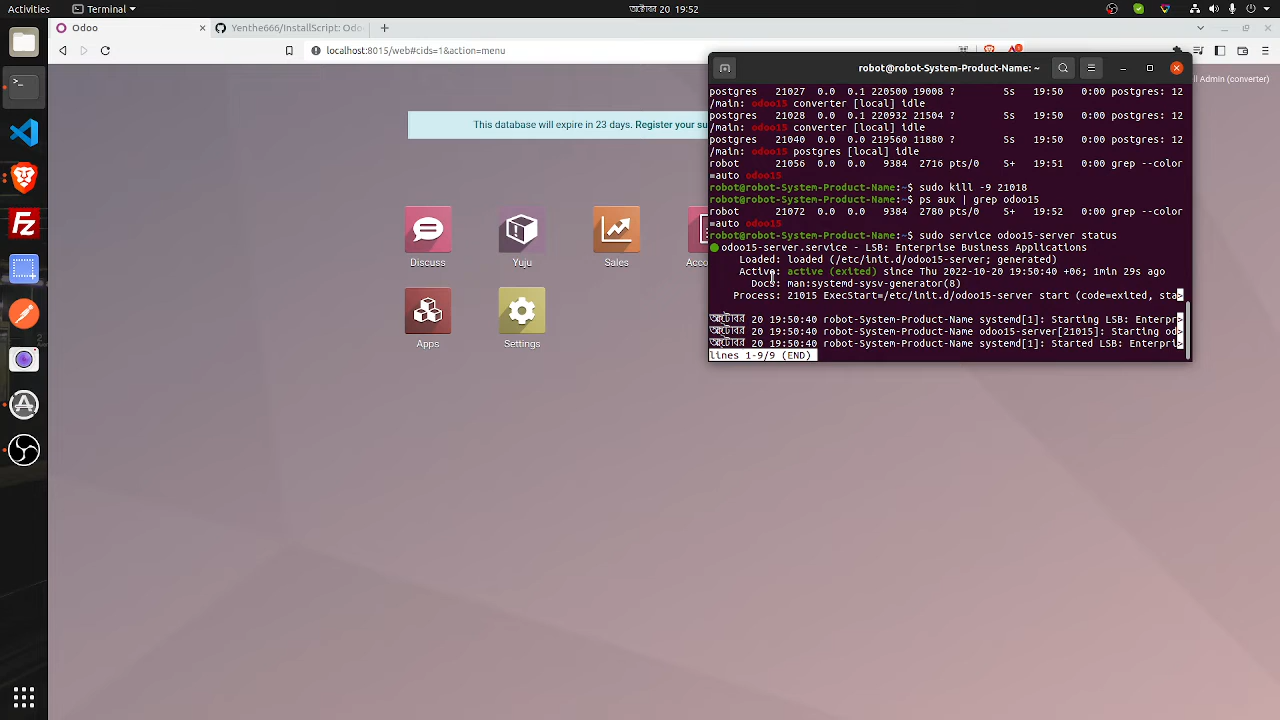 Activities
Terminal
অক্টোবর 20 19:52
Odoo
Yenthe666/InstallScript: Odo
localhost:8015/web#cids=1&action=menu
ll Admin (converter)
This database will expire in 23 days. Register your su
Discuss
Yuju
Sales
Acco
Apps
Settings
robot@robot-System-Product-Name: ~
postgres 21027 0.0 0.1 220500 19008 ? Ss 19:50 0:00 postgres: 12
/main: odoo15 converter [local] idle
postgres 21028 0.0 0.1 220932 21504 ? Ss 19:50 0:00 postgres: 12
/main: odoo15 converter [local] idle
postgres 21040 0.0 0.0 219560 11880 ? Ss 19:50 0:00 postgres: 12
/main: odoo15 postgres [local] idle
robot 21056 0.0 0.0 9384 2716 pts/0 S+ 19:51 0:00 grep --color
=auto odoo15
robot@robot-System-Product-Name:~$ sudo kill -9 21018
robot@robot-System-Product-Name:~$ ps aux | grep odoo15
robot 21072 0.0 0.0 9384 2780 pts/0 S+ 19:52 0:00 grep --color
=auto odoo15
robot@robot-System-Product-Name:~$ sudo service odoo15-server status
odoo15-server.service - LSB: Enterprise Business Applications
Loaded: loaded (/etc/init.d/odoo15-server; generated)
Active: active (exited) since Thu 2022-10-20 19:50:40 +06; 1min 29s ago
Docs: man:systemd-sysv-generator(8)
Process: 21015 ExecStart=/etc/init.d/odoo15-server start (code=exited, sta>
অক্টোবর 20 19:50:40 robot-System-Product-Name systemd[1]: Starting LSB: Enterpr>
অক্টোবর 20 19:50:40 robot-System-Product-Name odoo15-server[21015]: Starting od>
অক্টোবর 20 19:50:40 robot-System-Product-Name systemd[1]: Started LSB: Enterpri>
lines 1-9/9 (END)